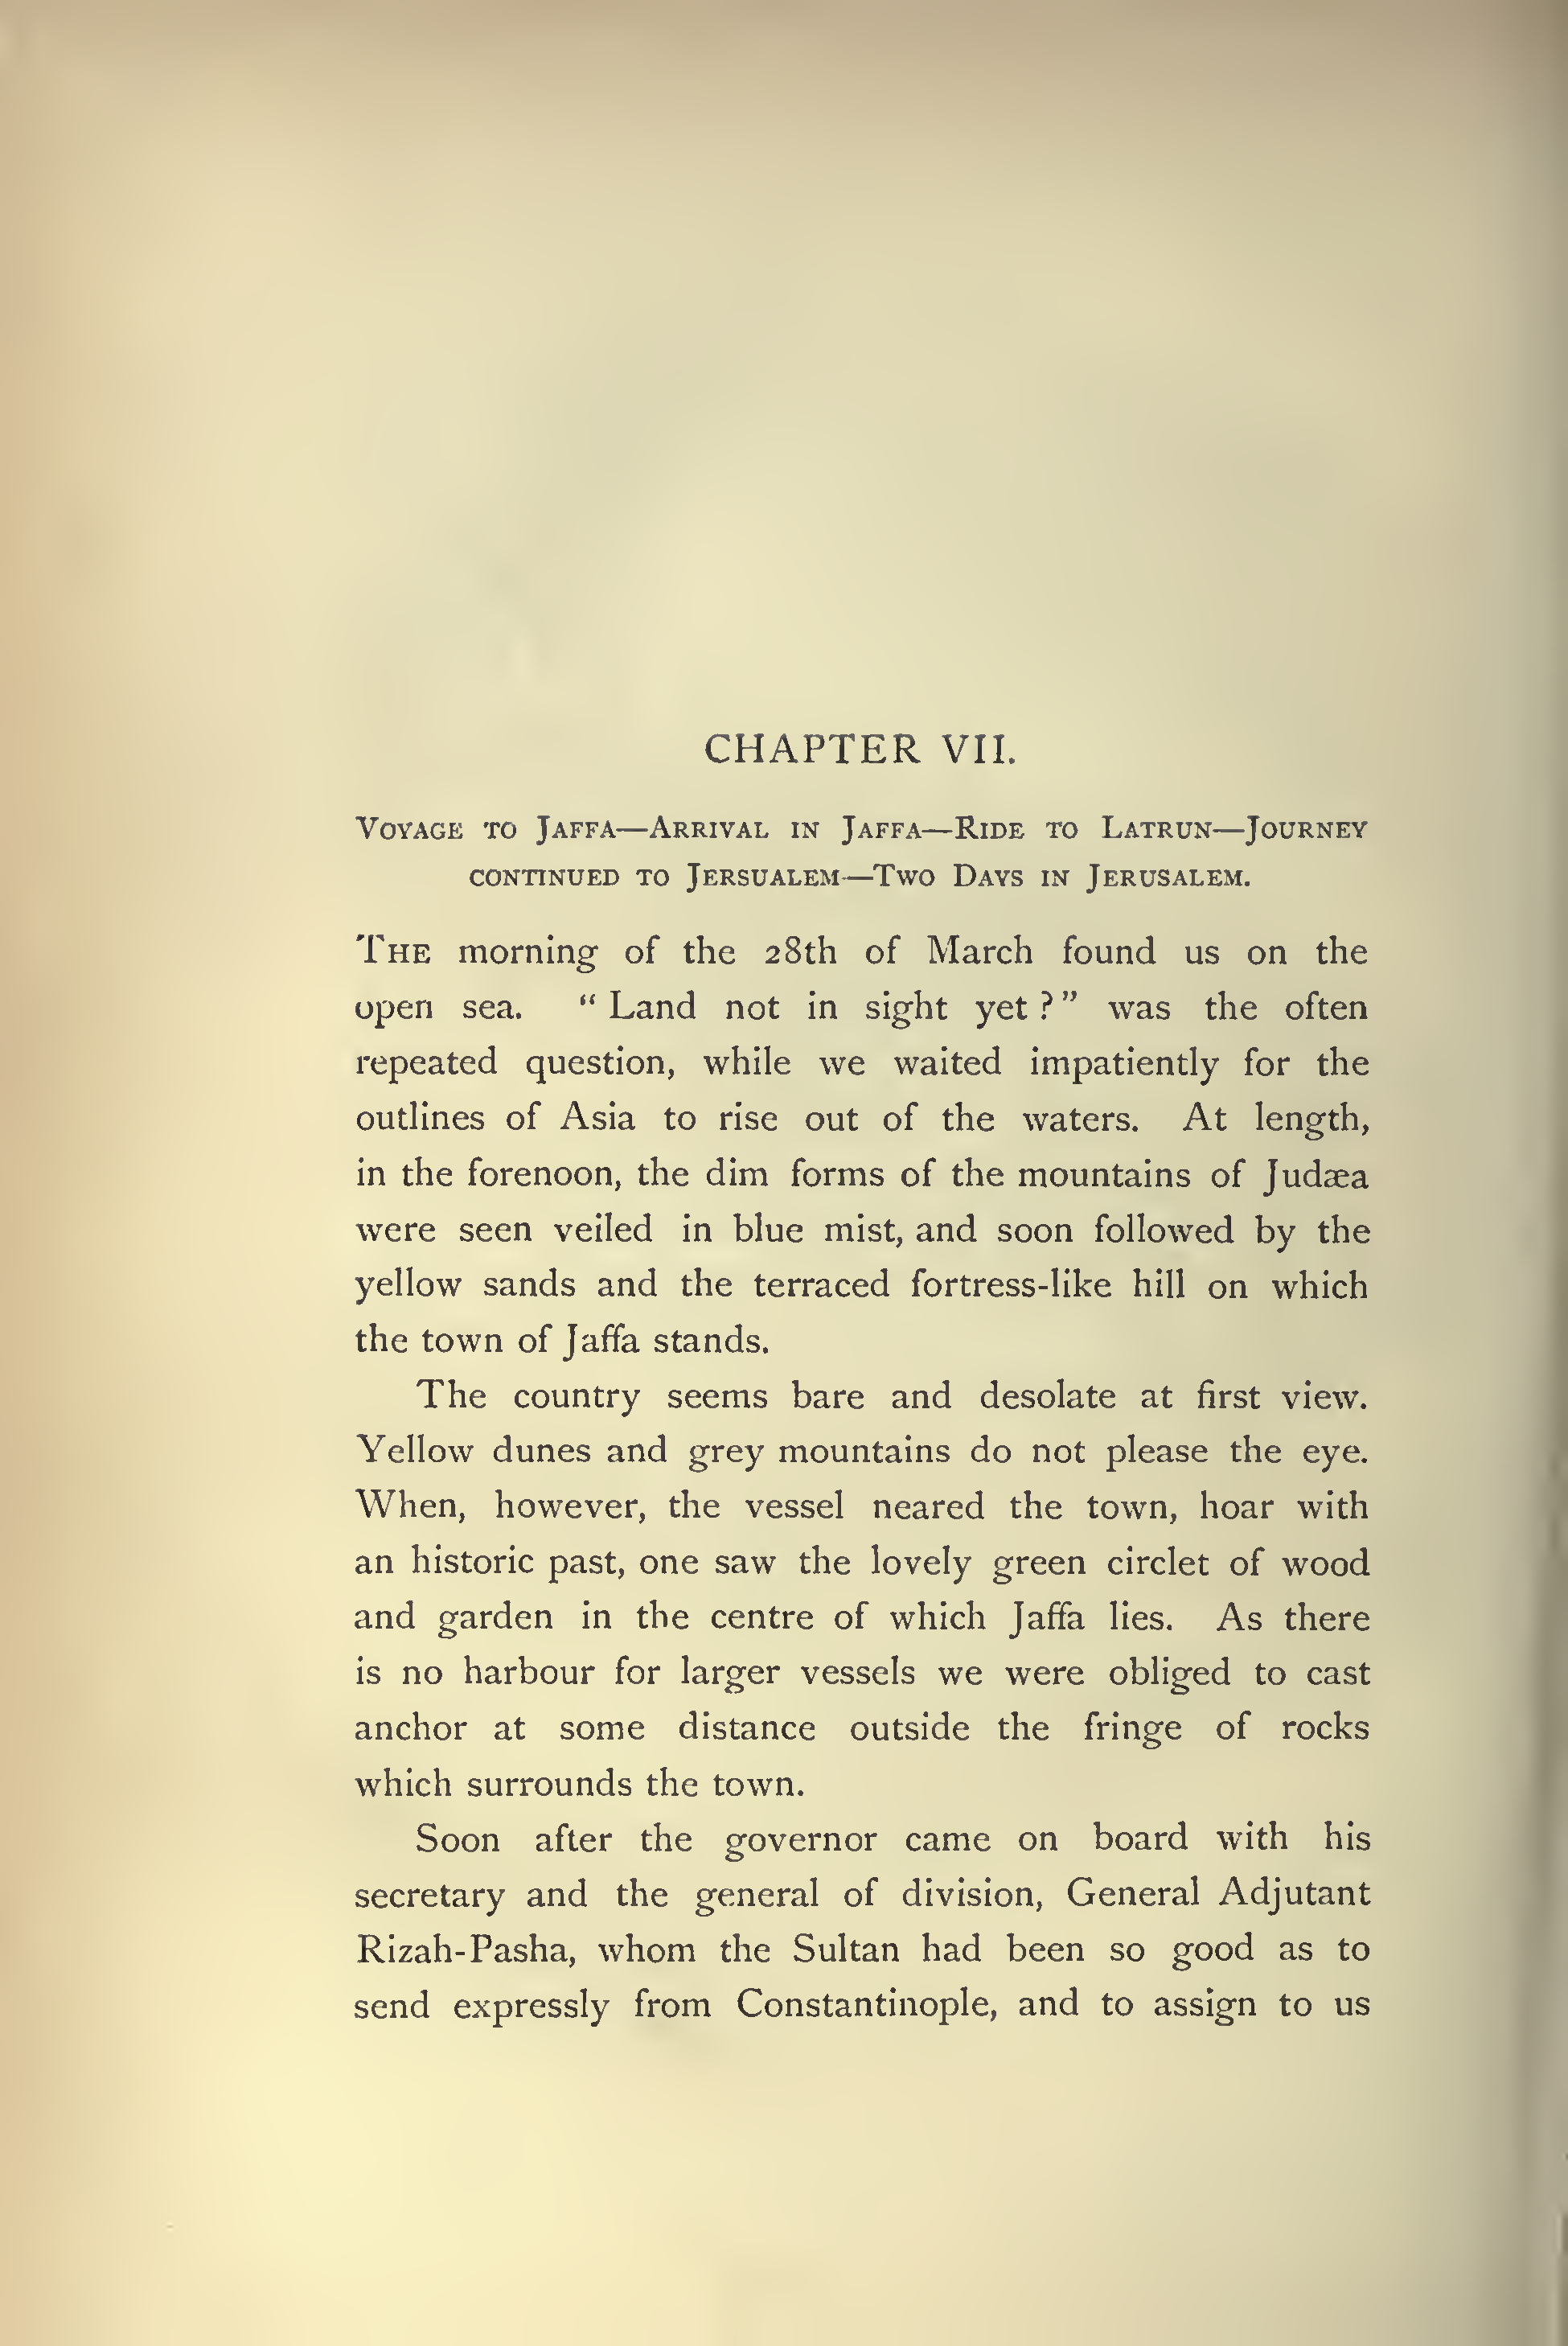 CHAPTER VII.
Voyage to Jaffa—Arrival in Jaffa—Ride to Latrun—Journey
continued to Jersualem—Two Days in Jerusalem.
The morning of the 28th of March found us on the
open sea. “Land not in sight yet?” was the often
repeated question, while we waited impatiently for the
outlines of Asia to rise out of the waters. At length,
in the forenoon, the dim forms of the mountains of Judæa
were seen veiled in blue mist, and soon followed by the
yellow sands and the terraced fortress-like hill on which
the town of Jaffa stands.
The country seems bare and desolate at first view.
Yellow dunes and grey mountains do not please the eye.
When, however, the vessel neared the town, hoar with
an historic past, one saw the lovely green circlet of wood
and garden in the centre of which Jaffa lies. As there
is no harbour for larger vessels we were obliged to cast
anchor at some distance outside the fringe of rocks
which surrounds the town.
Soon after the governor came on board with his
secretary and the general of division, General Adjutant
Rizah-Pasha, whom the Sultan had been so good as to
send expressly from Constantinople, and to assign to us